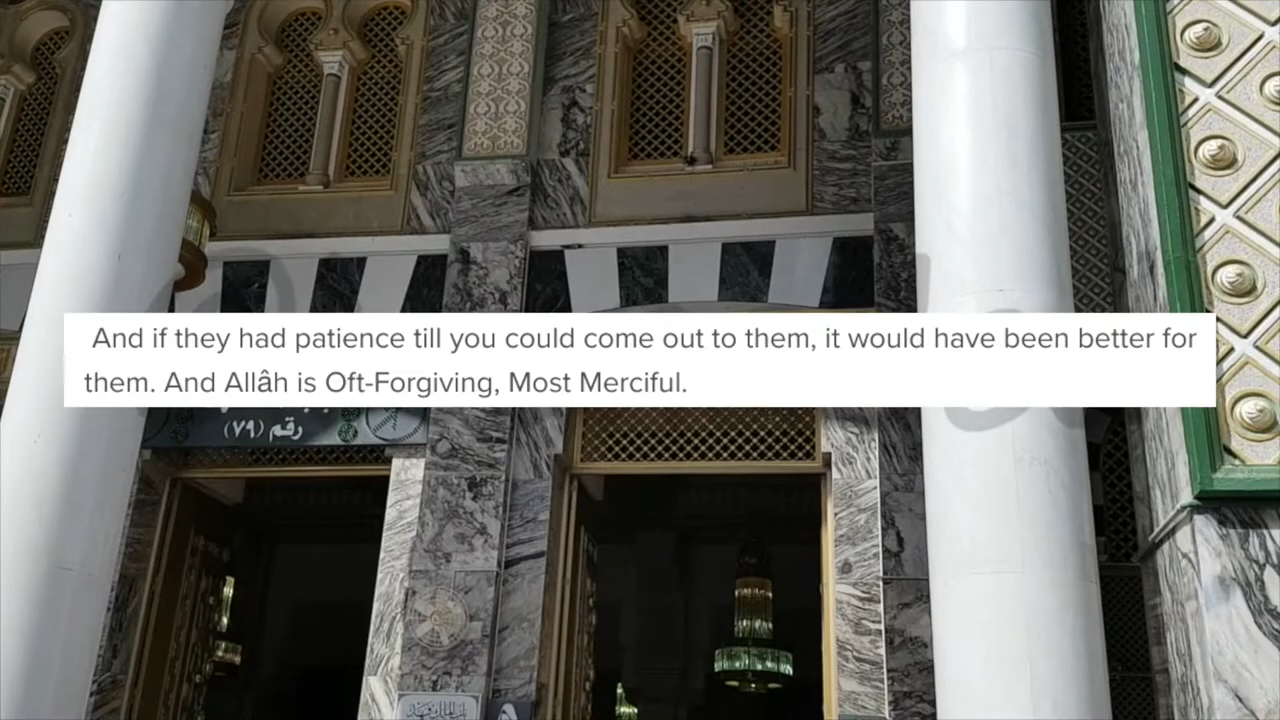 And if they had patience till you could come out to them, it would have been better for
them. And Allâh is Oft-Forgiving, Most Merciful.
رقم (٧٩)